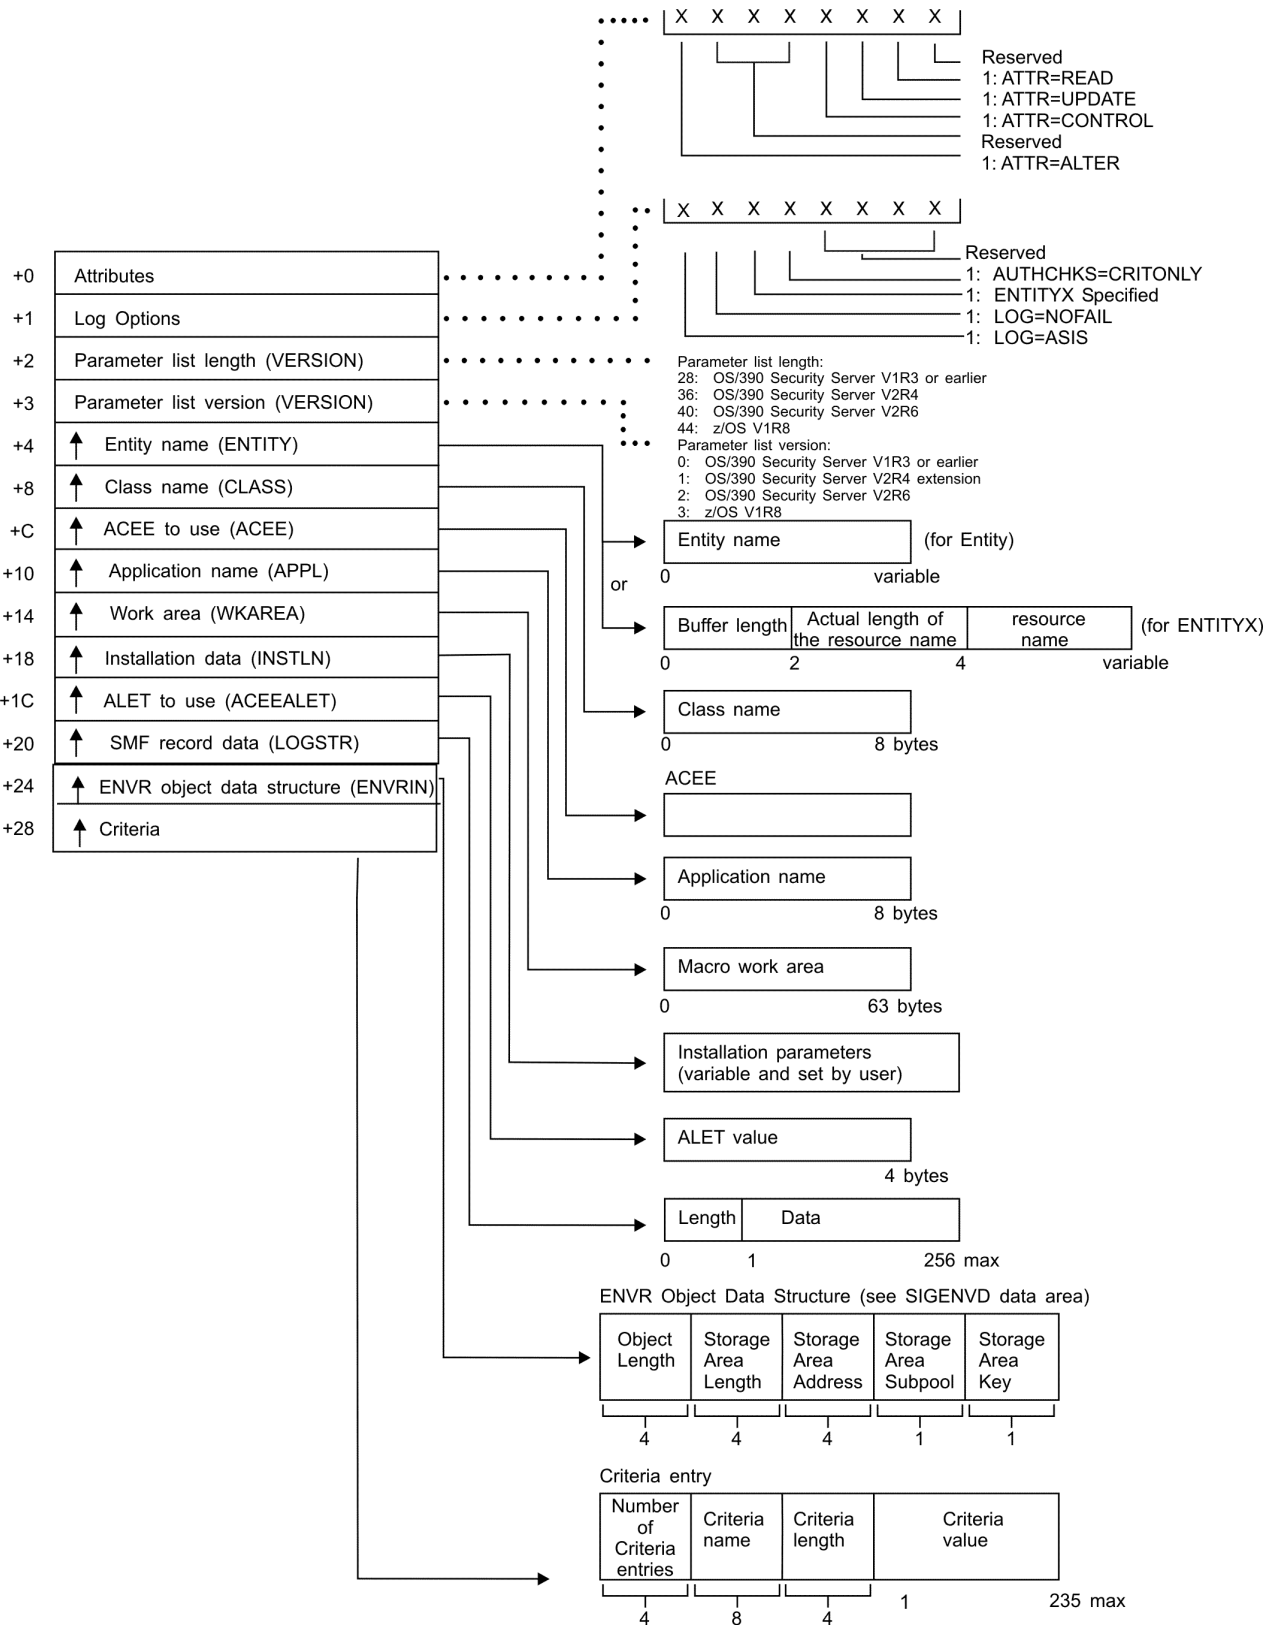 X X X X X X X X
Reserved
1: ATTR=READ
1: ATTR=UPDATE
1: ATTR=CONTROL
Reserved
1: ATTR=ALTER
X X X X X X X X
Reserved
1: AUTHCHKS=CRITONLY
1: ENTITYX Specified
1: LOG=NOFAIL
1: LOG=ASIS
+0 Attributes
+1 Log Options
+2 Parameter list length (VERSION)
+3 Parameter list version (VERSION)
+4 Entity name (ENTITY)
+8 Class name (CLASS)
+C ACEE to use (ACEE)
+10 Application name (APPL)
+14 Work area (WKAREA)
+18 Installation data (INSTLN)
+1C ALET to use (ACEEALET)
+20 SMF record data (LOGSTR)
+24 ENVR object data structure (ENVRIN)
+28 Criteria
Parameter list length:
28: OS/390 Security Server V1R3 or earlier
36: OS/390 Security Server V2R4
40: OS/390 Security Server V2R6
44: z/OS V1R8
Parameter list version:
0: OS/390 Security Server V1R3 or earlier
1: OS/390 Security Server V2R4 extension
2: OS/390 Security Server V2R6
3: z/OS V1R8
Entity name (for Entity)
0 variable
or
Buffer length
Actual length of
the resource name
resource
name
(for ENTITYX)
0 2 4 variable
Class name
0 8 bytes
ACEE
Application name
0 8 bytes
Macro work area
0 63 bytes
Installation parameters
(variable and set by user)
ALET value
4 bytes
Length Data
0 1 256 max
ENVR Object Data Structure (see SIGENVD data area)
Object
Length
Storage
Area
Length
Storage
Area
Address
Storage
Area
Subpool
Storage
Area
Key
4 4 4 1 1
Criteria entry
Number
of
Criteria
entries
Criteria
name
Criteria
length
Criteria
value
4 8 4 1 235 max